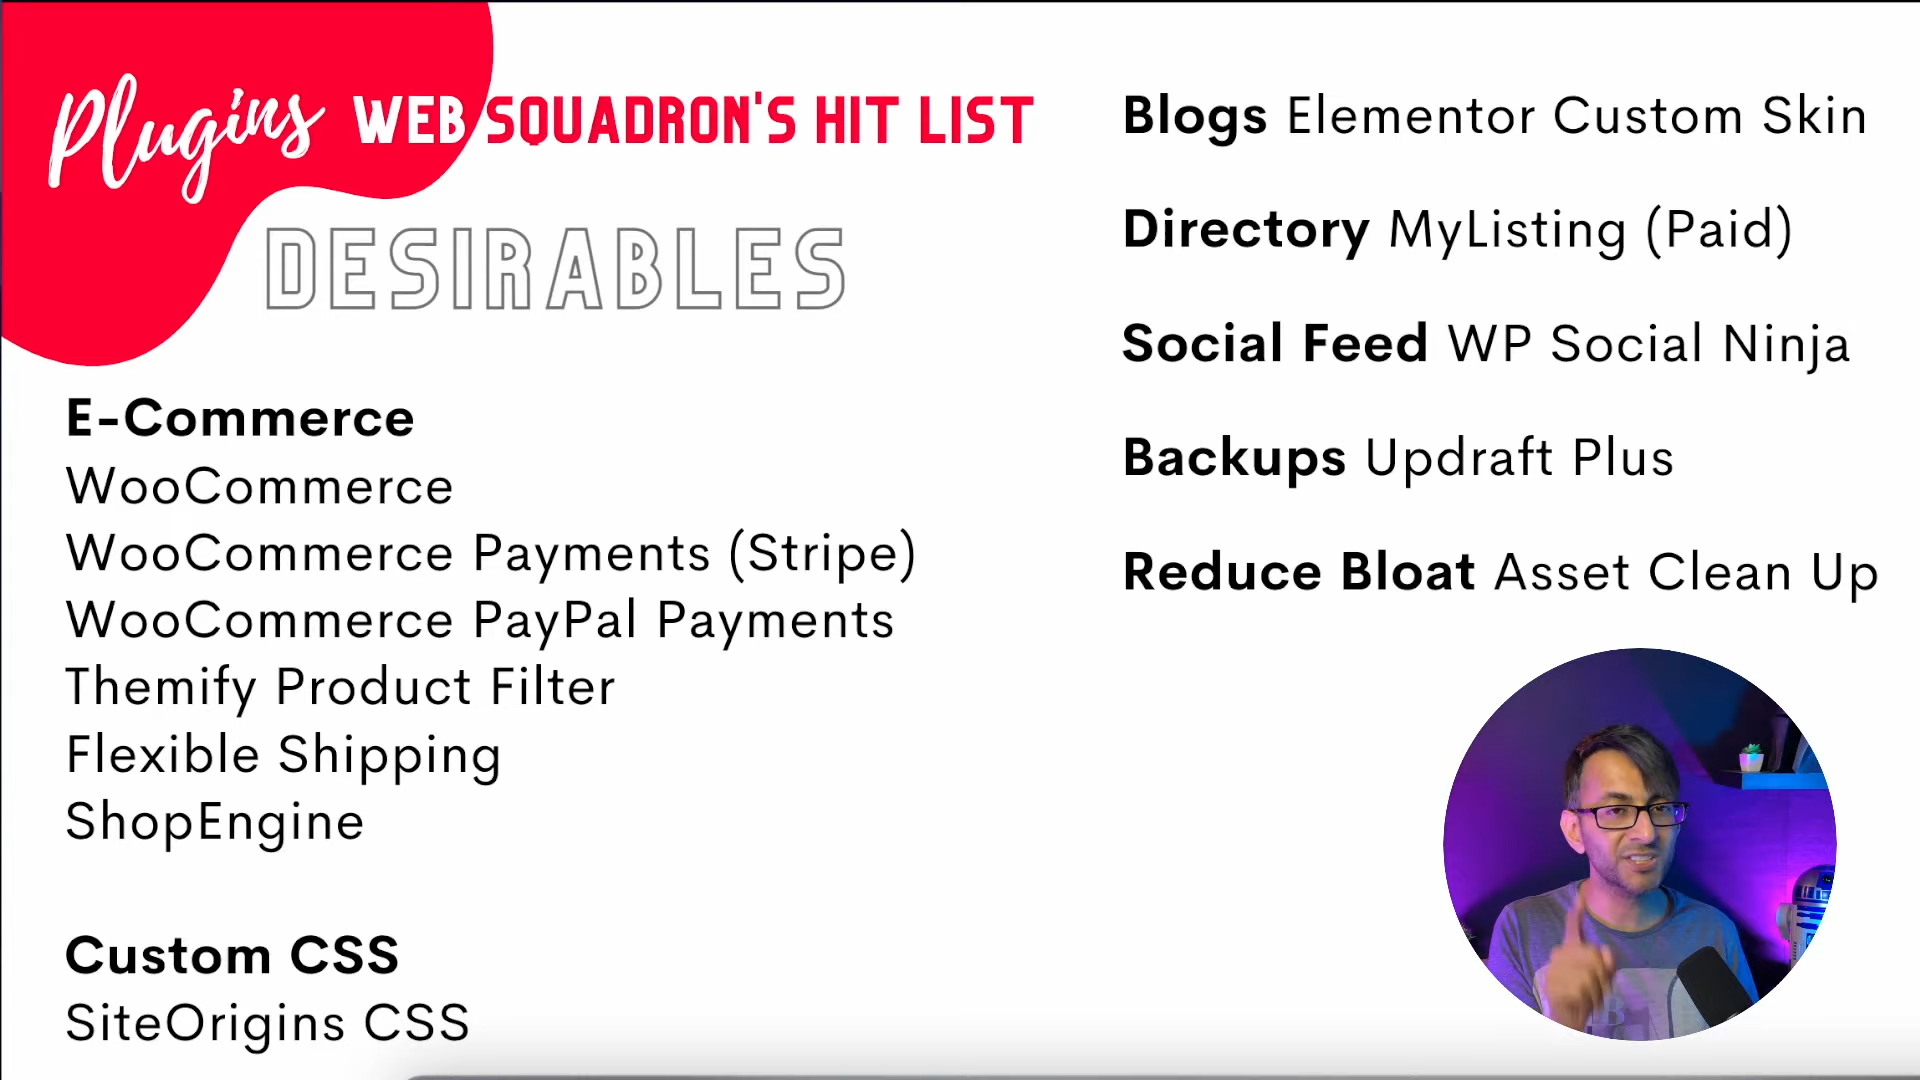 Plugins WEB SQUADRON'S HIT LIST
DESIRABLES
E-Commerce
WooCommerce
WooCommerce Payments (Stripe)
WooCommerce PayPal Payments
Themify Product Filter
Flexible Shipping
ShopEngine
Custom CSS
SiteOrigins CSS
Blogs Elementor Custom Skin
Directory MyListing (Paid)
Social Feed WP Social Ninja
Backups Updraft Plus
Reduce Bloat Asset Clean Up